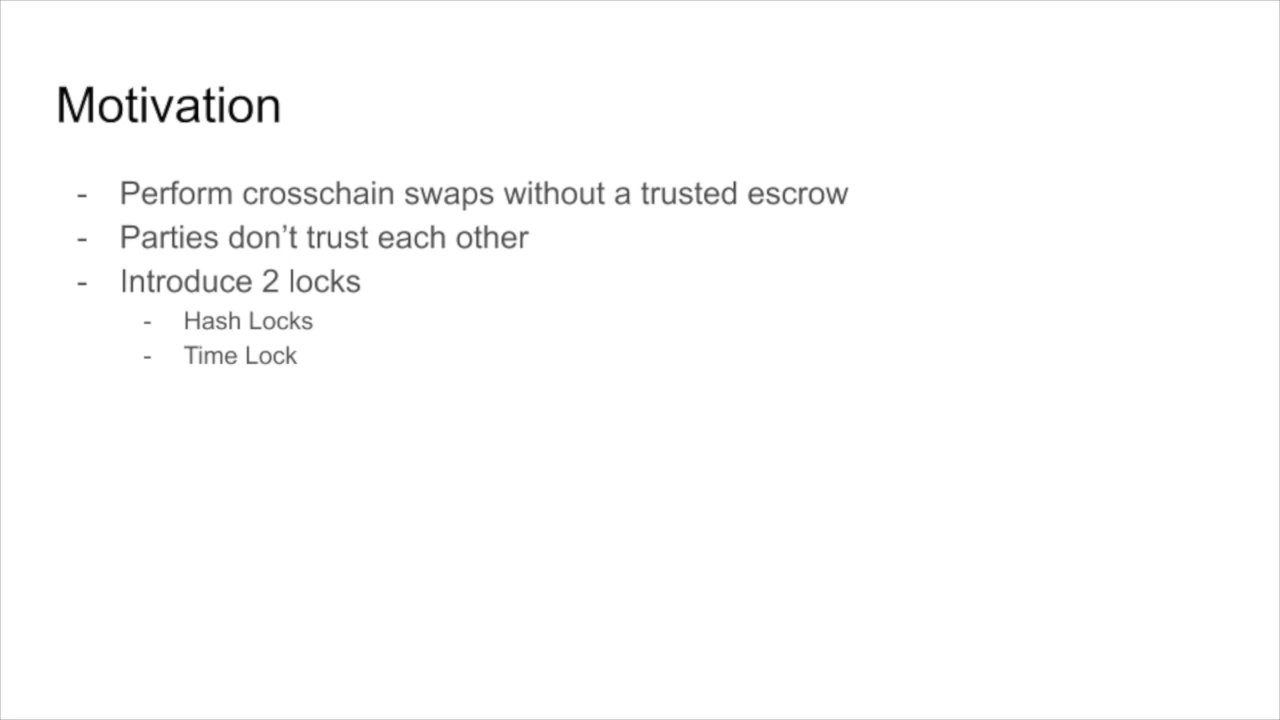 Motivation
- Perform crosschain swaps without a trusted escrow
- Parties don’t trust each other
- Introduce 2 locks
- Hash Locks
- Time Lock